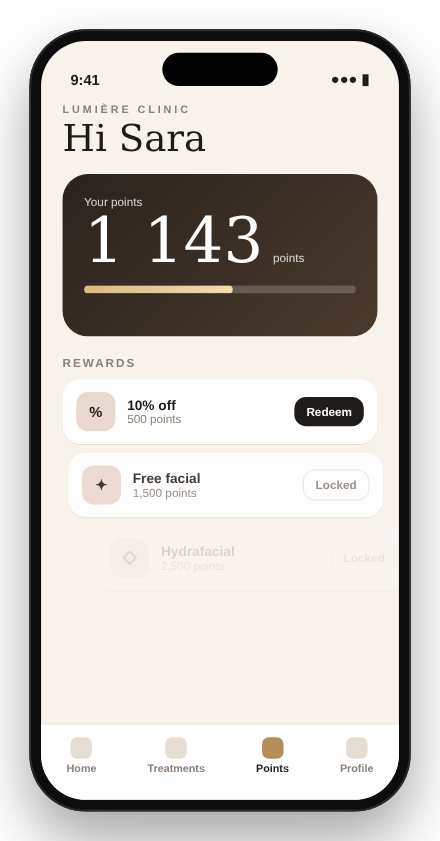 9:41
LUMIÈRE CLINIC
Hi Sara
Your points
1 143 points
REWARDS
%
10% off
500 points
Redeem
Free facial
1,500 points
Locked
Hydrafacial
2,500 points
Locked
Home Treatments Points Profile